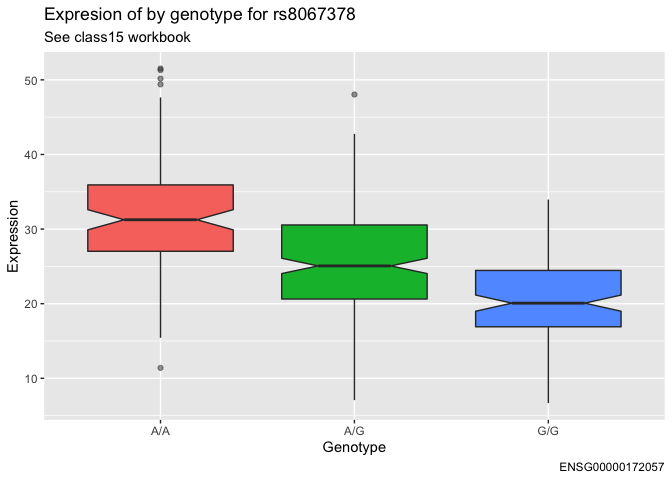 Expresion of by genotype for rs8067378
See class15 workbook
50
40
30
20
10
Expression
A/A
A/G
G/G
Genotype
ENSG00000172057